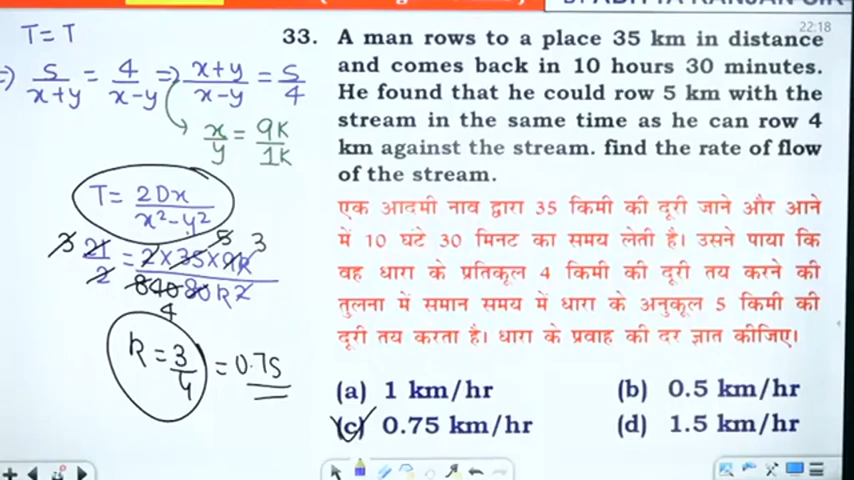 22:18
T=T
33. A man rows to a place 35 km in distance
and comes back in 10 hours 30 minutes.
He found that he could row 5 km with the
stream in the same time as he can row 4
km against the stream. find the rate of flow
of the stream.
⇒ 5/x+y = 4/x-y ⇒ x+y/x-y = 5/4
x/y = 9K/1K
T = 2Dx/x²-y²
एक आदमी नाव द्वारा 35 किमी की दूरी जाने और आने
में 10 घंटे 30 मिनट का समय लेती है। उसने पाया कि
वह धारा के प्रतिकूल 4 किमी की दूरी तय करने की
तुलना में समान समय में धारा के अनुकूल 5 किमी की
दूरी तय करता है। धारा के प्रवाह की दर ज्ञात कीजिए।
3 21/2 = 2×35×9k/80k2
5 3
840
4
k = 3/4 = 0.75
(a) 1 km/hr (b) 0.5 km/hr
(c) 0.75 km/hr (d) 1.5 km/hr